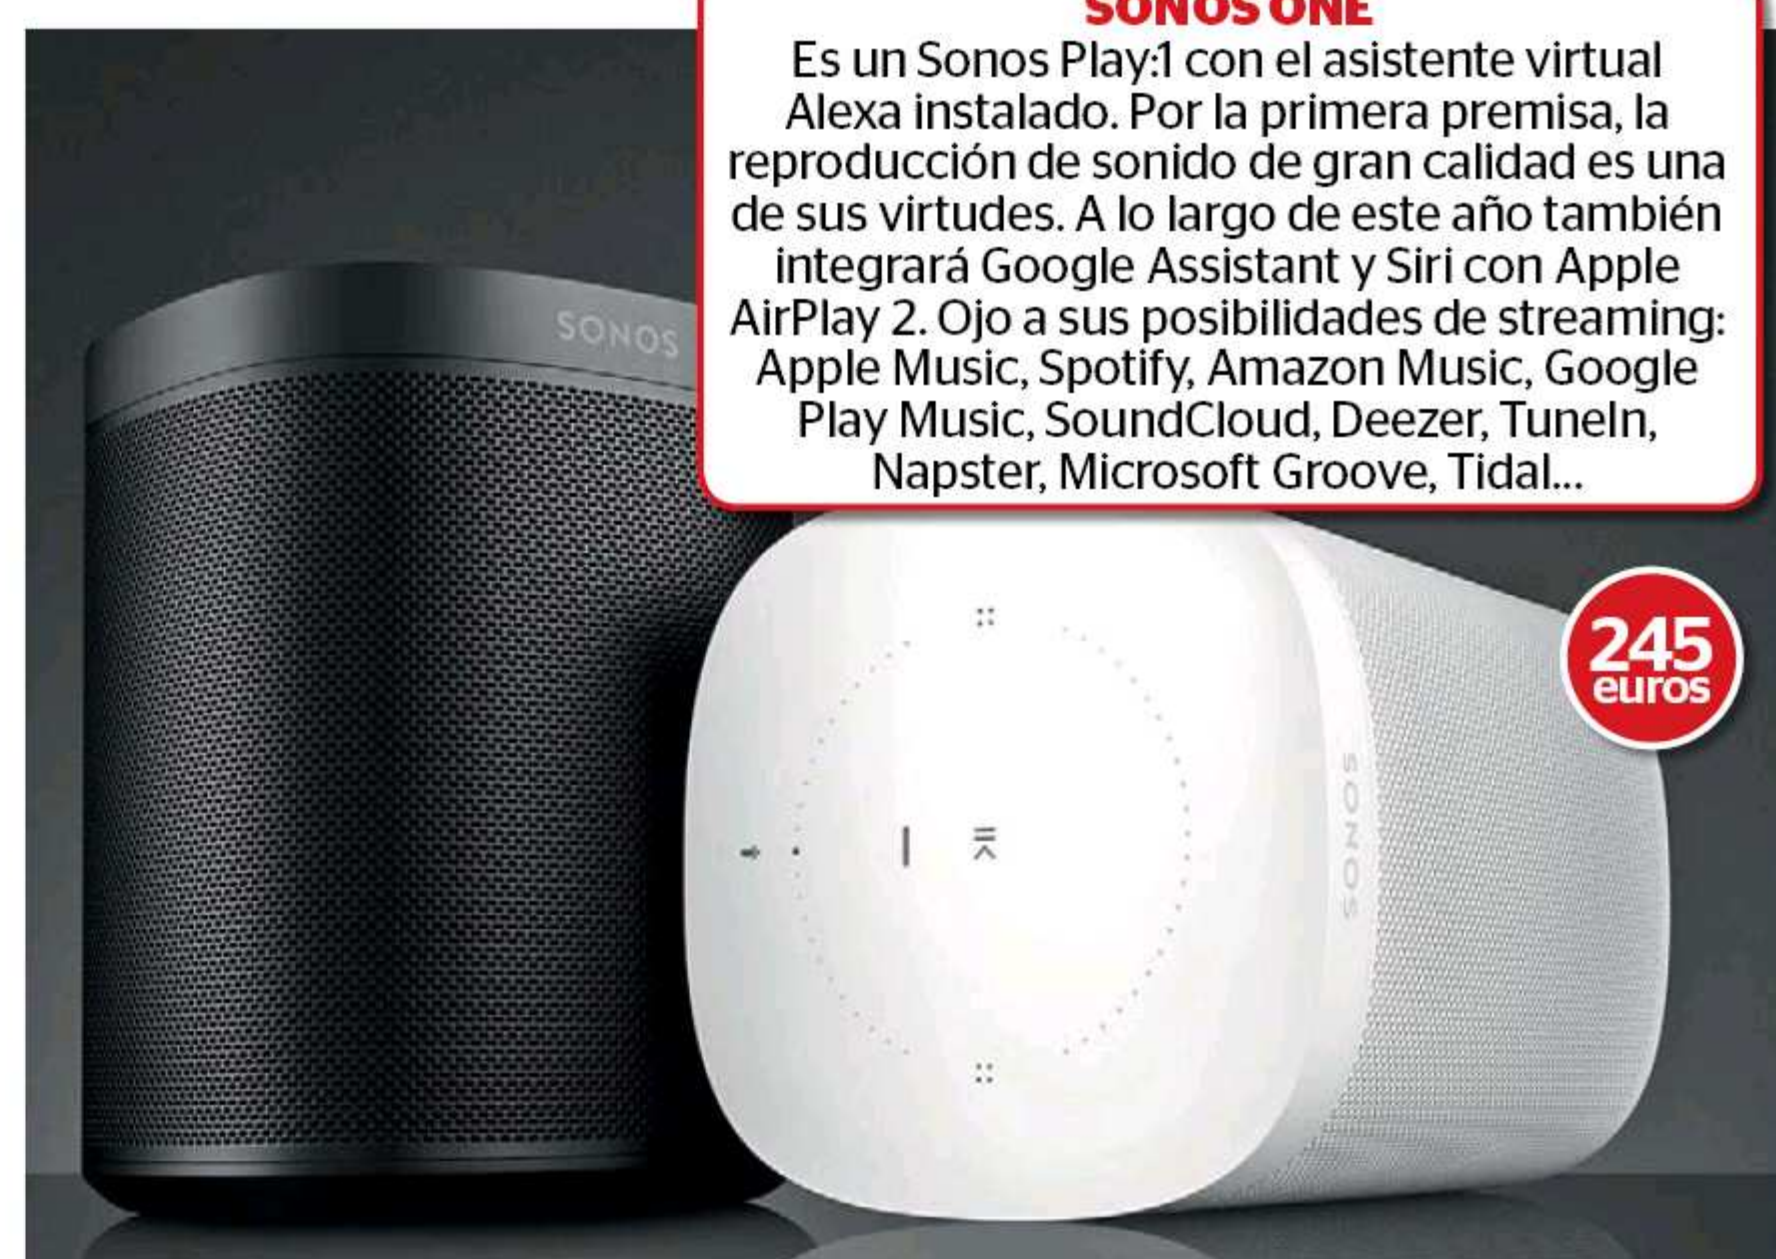 SONOS ONE
Es un Sonos Play:1 con el asistente virtual
Alexa instalado. Por la primera premisa, la
reproducción de sonido de gran calidad es una
de sus virtudes. A lo largo de este año también
integrará Google Assistant y Siri con Apple
AirPlay 2. Ojo a sus posibilidades de streaming:
Apple Music, Spotify, Amazon Music, Google
Play Music, SoundCloud, Deezer, TuneIn,
Napster, Microsoft Groove, Tidal...
SONOS
245
euros
SONOS